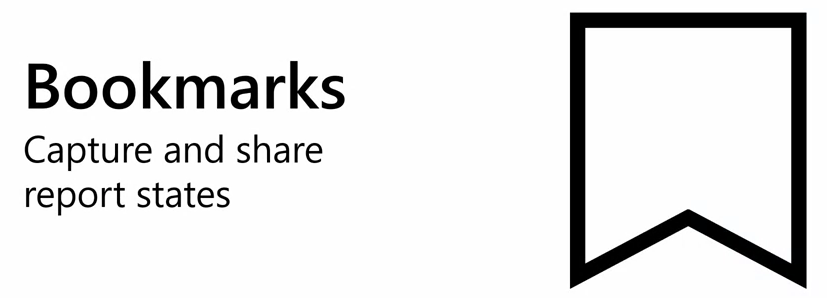 Bookmarks
Capture and share
report states